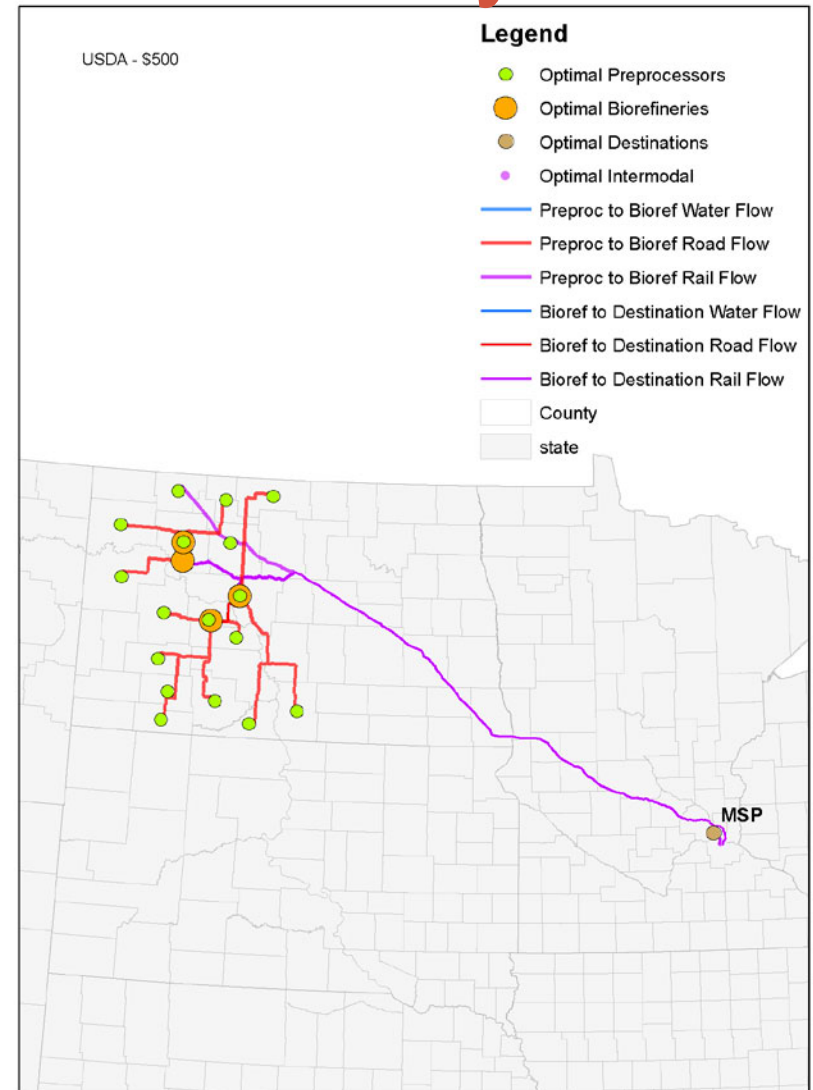 USDA - $500
Legend
Optimal Preprocessors
Optimal Biorefineries
Optimal Destinations
Optimal Intermodal
Preproc to Bioref Water Flow
Preproc to Bioref Road Flow
Preproc to Bioref Rail Flow
Bioref to Destination Water Flow
Bioref to Destination Road Flow
Bioref to Destination Rail Flow
County
state
MSP